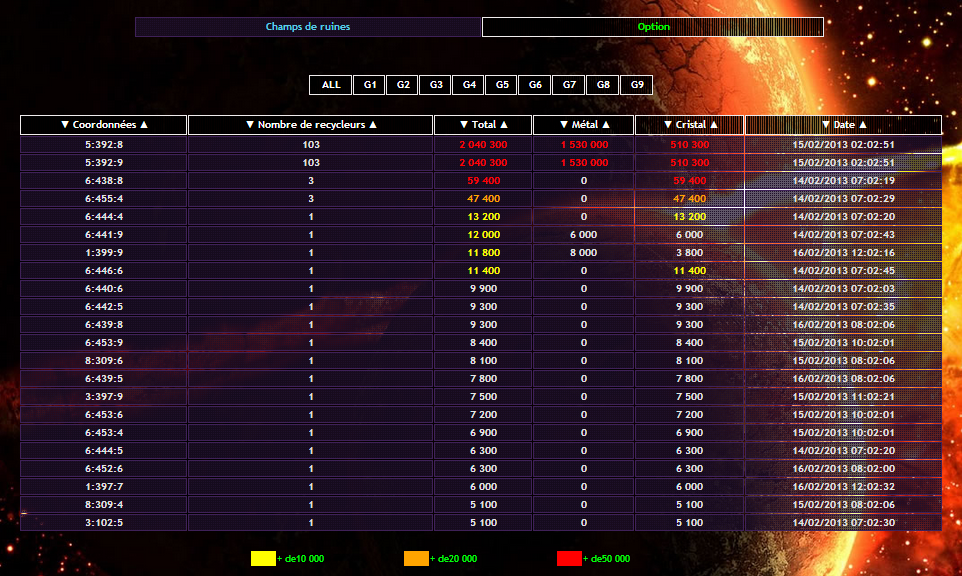 Champs de ruines Option
ALL G1 G2 G3 G4 G5 G6 G7 G8 G9
▼ Coordonnées ▲ ▼ Nombre de recycleurs ▲ ▼ Total ▲ ▼ Métal ▲ ▼ Cristal ▲ ▼ Date ▲
5:392:8 103 2 040 300 1 530 000 510 300 15/02/2013 02:02:51
5:392:9 103 2 040 300 1 530 000 510 300 15/02/2013 02:02:51
6:438:8 3 59 400 0 59 400 14/02/2013 07:02:19
6:455:4 3 47 400 0 47 400 14/02/2013 07:02:29
6:444:4 1 13 200 0 13 200 14/02/2013 07:02:20
6:441:9 1 12 000 6 000 6 000 14/02/2013 07:02:43
1:399:9 1 11 800 8 000 3 800 16/02/2013 12:02:16
6:446:6 1 11 400 0 11 400 14/02/2013 07:02:45
6:440:6 1 9 900 0 9 900 14/02/2013 07:02:03
6:442:5 1 9 300 0 9 300 14/02/2013 07:02:35
6:439:8 1 9 300 0 9 300 16/02/2013 08:02:06
6:453:9 1 8 400 0 8 400 15/02/2013 10:02:01
8:309:6 1 8 100 0 8 100 15/02/2013 08:02:06
6:439:5 1 7 800 0 7 800 16/02/2013 08:02:06
3:397:9 1 7 500 0 7 500 15/02/2013 11:02:21
6:453:6 1 7 200 0 7 200 15/02/2013 10:02:01
6:453:4 1 6 900 0 6 900 15/02/2013 10:02:01
6:444:5 1 6 300 0 6 300 14/02/2013 07:02:20
6:452:6 1 6 300 0 6 300 16/02/2013 08:02:00
1:397:7 1 6 000 0 6 000 16/02/2013 12:02:32
8:309:4 1 5 100 0 5 100 15/02/2013 08:02:06
3:102:5 1 5 100 0 5 100 14/02/2013 07:02:30
+ de10 000 + de20 000 + de50 000